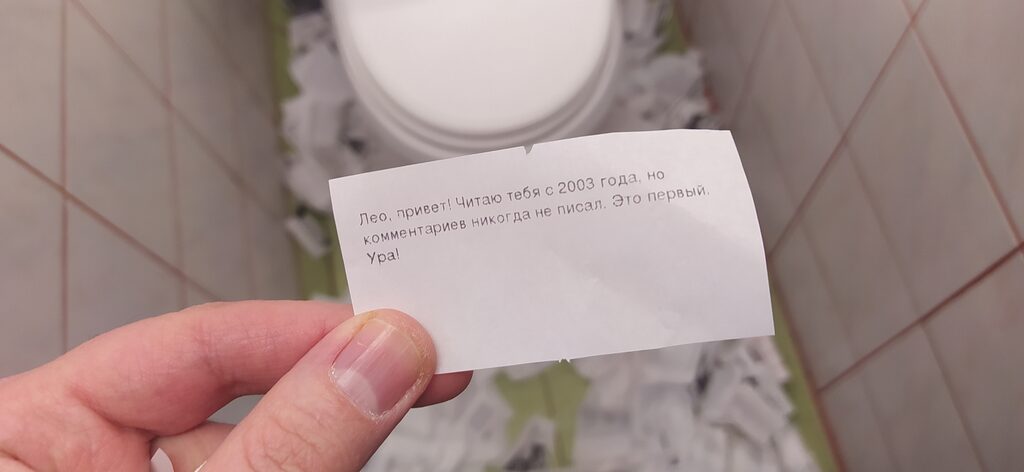 Лео, привет! Читаю тебя с 2003 года, но
комментариев никогда не писал. Это первый.
Ура!